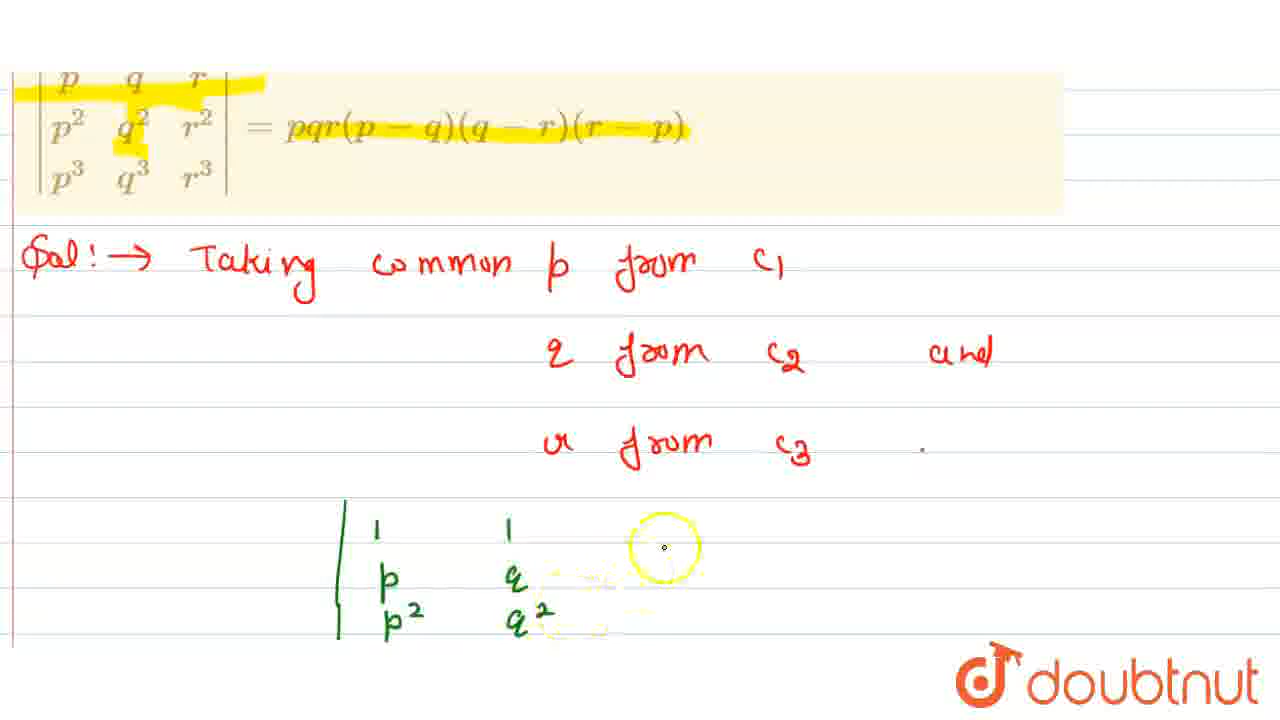 p q r
p² q² r² = pqr(p − q)(q − r)(r − p)
p³ q³ r³
Sol: → Taking common p from C1
q from C2 and
r from C3
1 1
p q
p² q²
doubtnut